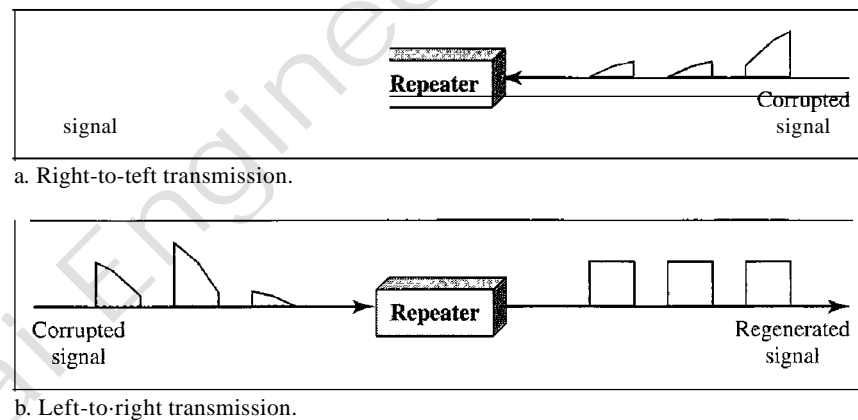 Repeater
Corrupted
signal
signal
a. Right-to-teft transmission.
Repeater
Corrupted
signal
Regenerated
signal
b. Left-to·right transmission.